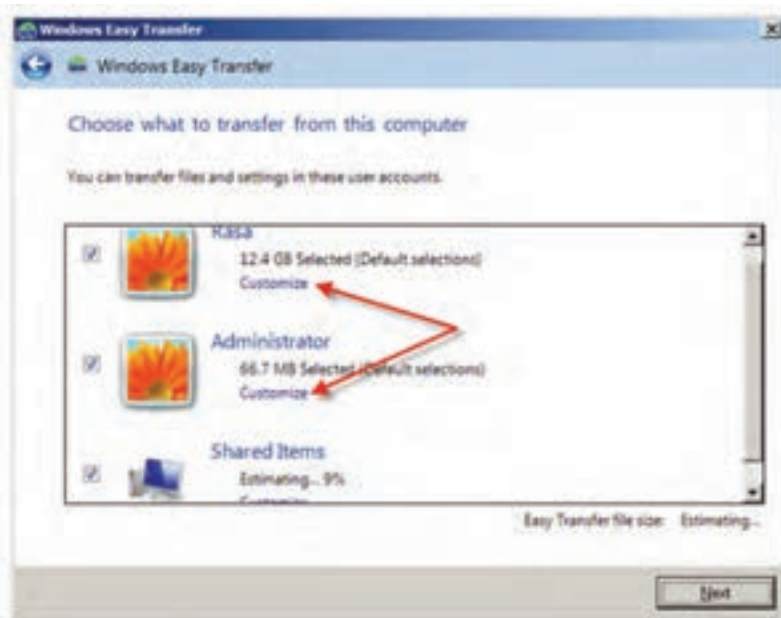 Windows Easy Transfer
Windows Easy Transfer
Choose what to transfer from this computer
You can transfer files and settings in these user accounts.
Rasa
12.4 GB Selected (Default selections)
Customize
Administrator
66.7 MB Selected (Default selections)
Customize
Shared Items
Estimating... 9%
Customize
Easy Transfer file size: Estimating...
Next